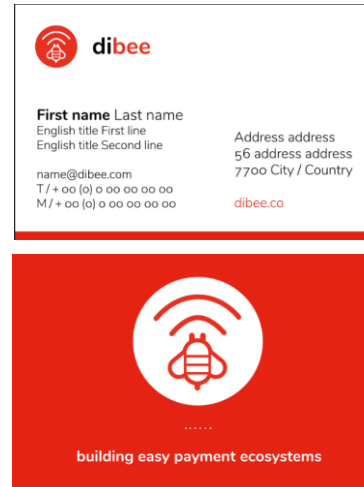 dibee
First name Last name
English title First line
English title Second line
name@dibee.com
T / + 00 (0) 0 00 00 00 00
M / + 00 (0) 0 00 00 00 00
Address address
56 address address
7700 City / Country
dibee.co
......
building easy payment ecosystems